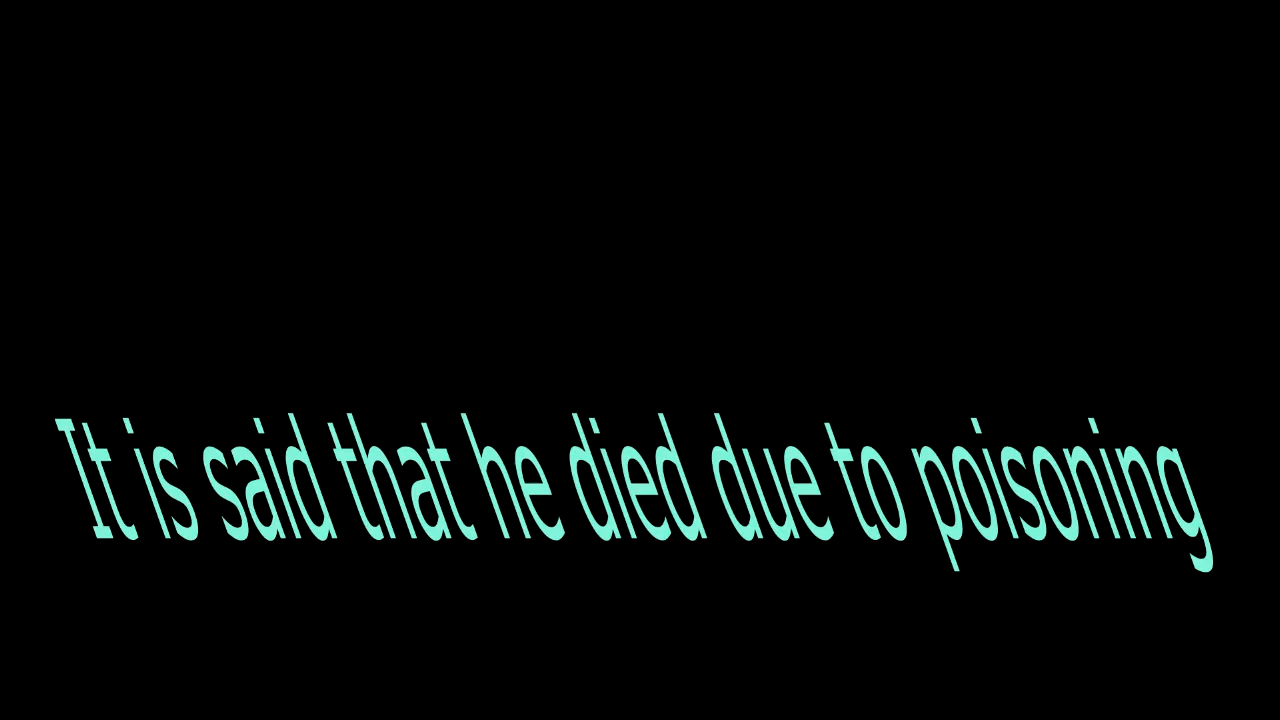 It is said that he died due to poisoning